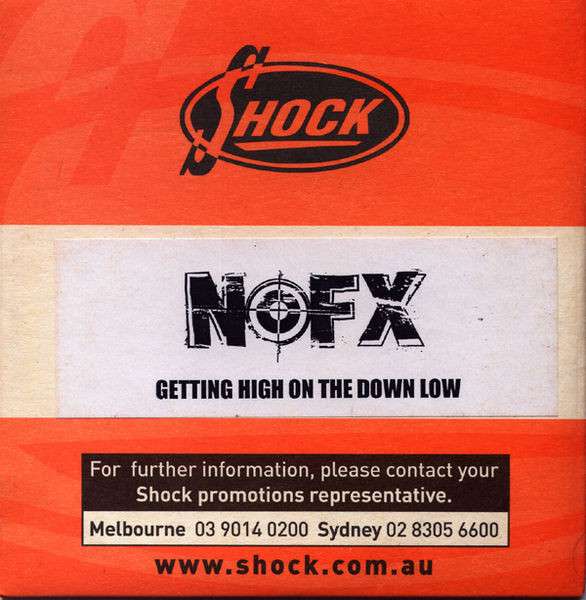 SHOCK
NOFX
GETTING HIGH ON THE DOWN LOW
For further information, please contact your
Shock promotions representative.
Melbourne 03 9014 0200 Sydney 02 8305 6600
www.shock.com.au